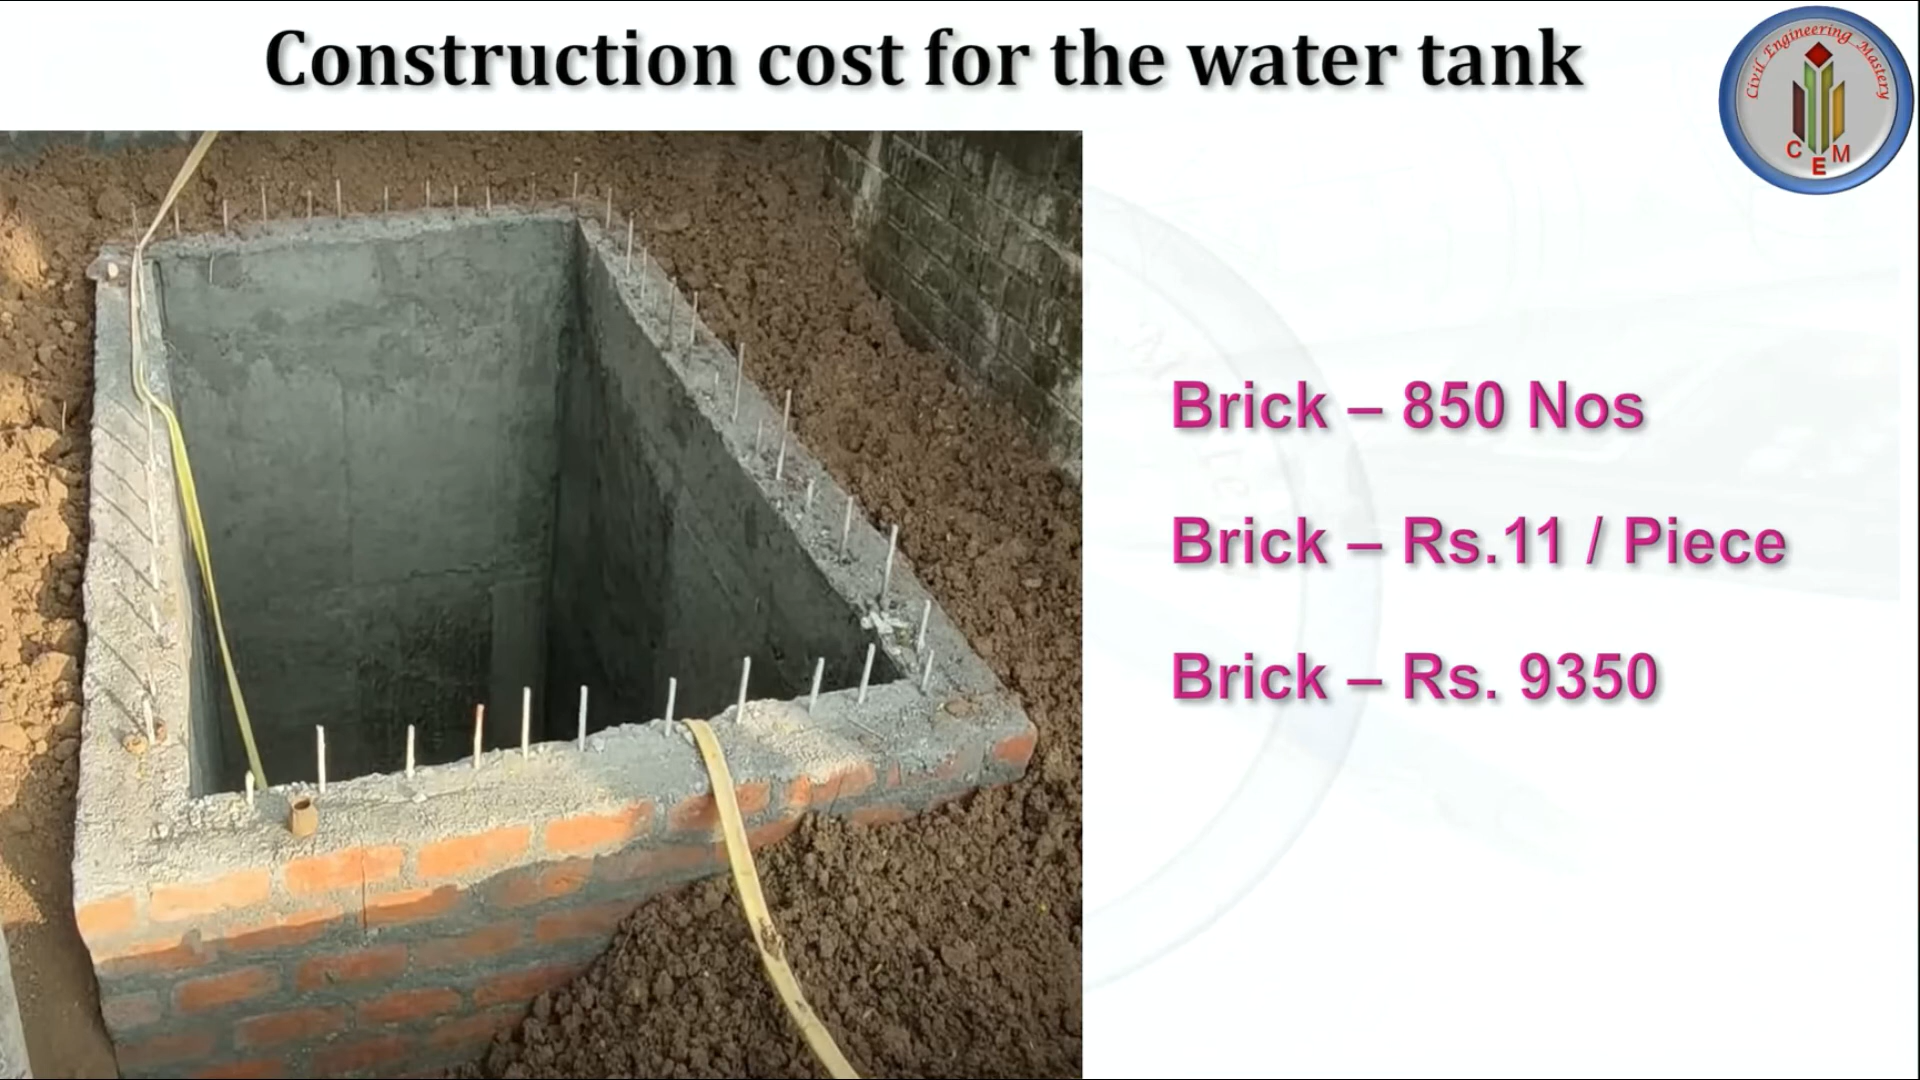 Construction cost for the water tank
Civil Engineering Mastery
C E M
Brick – 850 Nos
Brick – Rs.11 / Piece
Brick – Rs. 9350